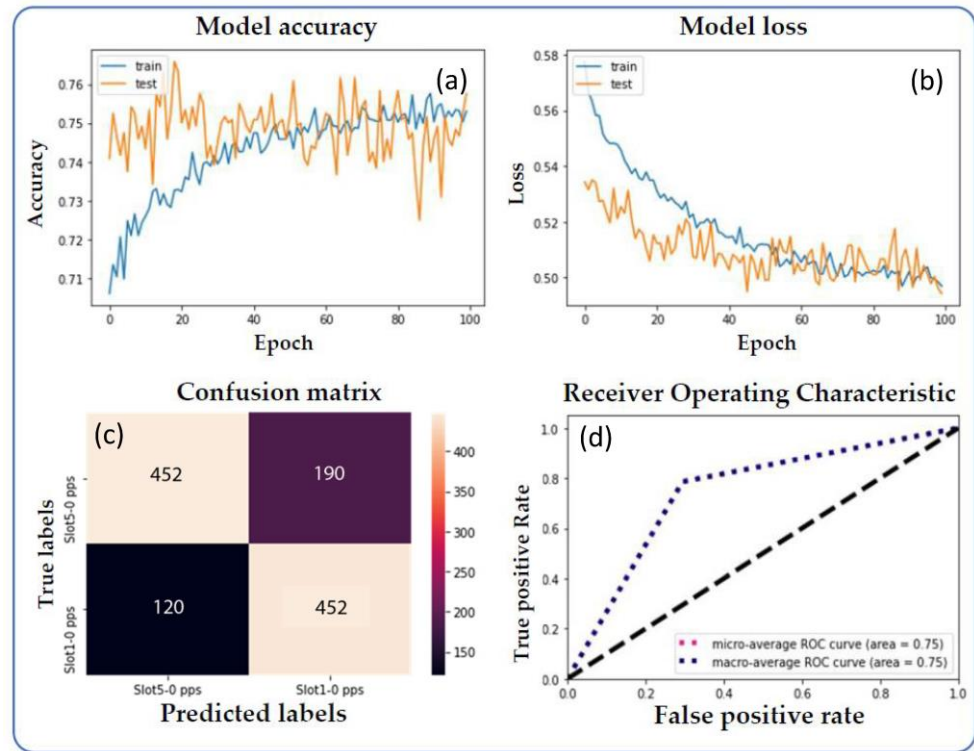 Model accuracy
train
test
(a)
0.76
0.75
0.74
0.73
0.72
0.71
Accuracy
0
20
40
60
80
100
Epoch
Model loss
train
test
(b)
0.58
0.56
0.54
0.52
0.50
Loss
0
20
40
60
80
100
Epoch
Confusion matrix
(c)
452
190
120
452
True labels
Slot5-0 pps
Slot1-0 pps
Slot5-0 pps
Slot1-0 pps
Predicted labels
400
350
300
250
200
150
Receiver Operating Characteristic
(d)
1.0
0.8
0.6
0.4
0.2
0.0
True positive Rate
micro-average ROC curve (area = 0.75)
macro-average ROC curve (area = 0.75)
0.0
0.2
0.4
0.6
0.8
1.0
False positive rate